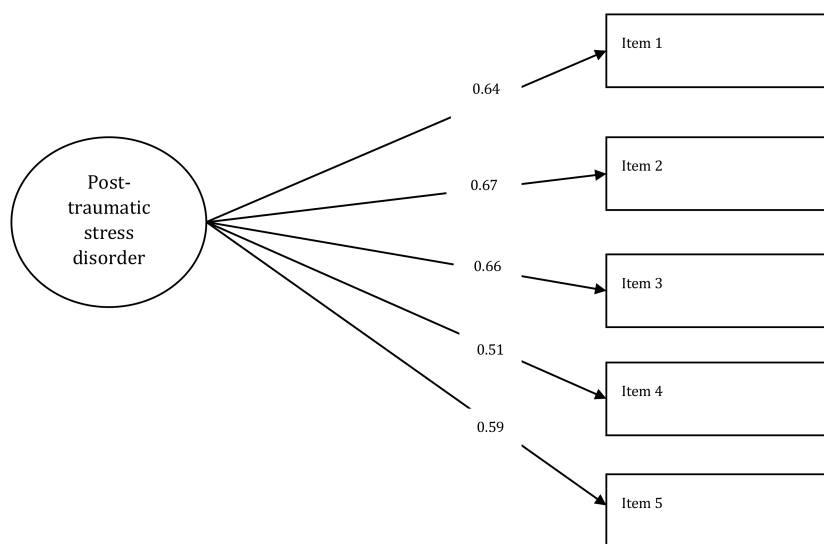 Item 1
0.64
Item 2
0.67
Post-
traumatic
stress
disorder
0.66
Item 3
0.51
Item 4
0.59
Item 5